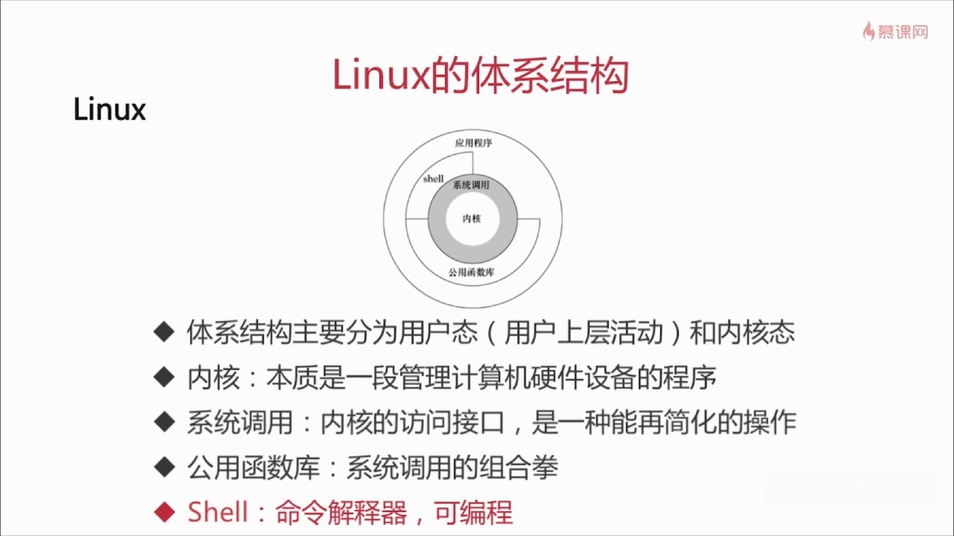 慕课网
Linux的体系结构
Linux
应用程序
shell
系统调用
内核
公用函数库
体系结构主要分为用户态（用户上层活动）和内核态
内核：本质是一段管理计算机硬件设备的程序
系统调用：内核的访问接口，是一种能再简化的操作
公用函数库：系统调用的组合拳
Shell：命令解释器，可编程